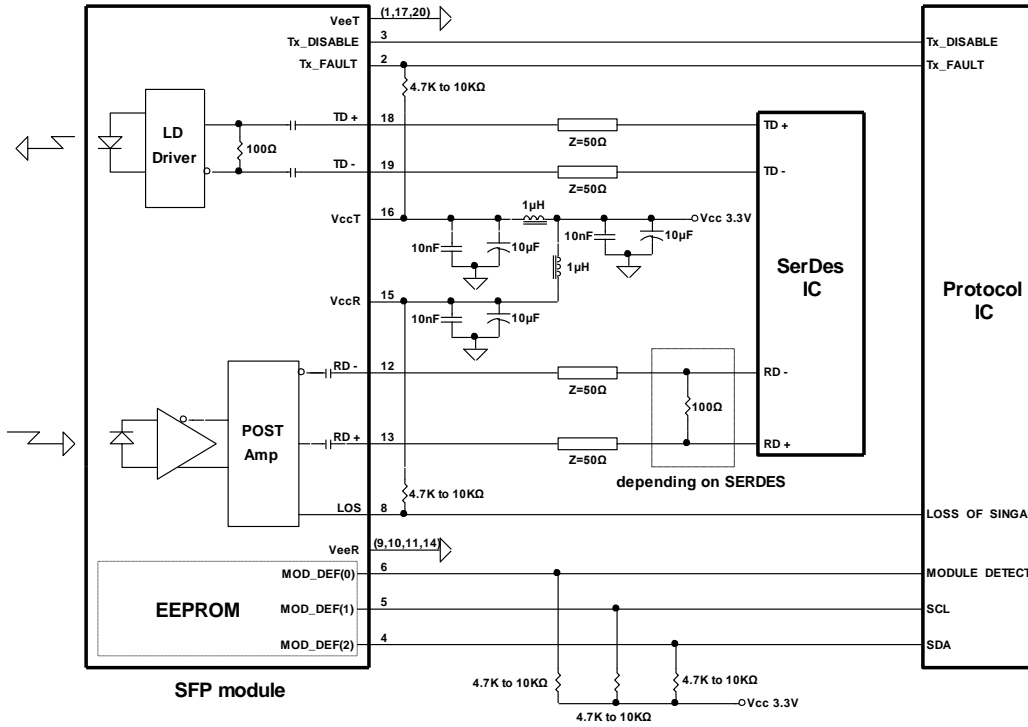 VeeT (1,17,20)
Tx_DISABLE 3 Tx_DISABLE
Tx_FAULT 2 Tx_FAULT
4.7K to 10KΩ
LD
Driver
100Ω
TD+ 18 TD+
Z=50Ω
TD - 19 TD -
Z=50Ω
1µH
VccT 16 Vcc 3.3V
10nF 10µF 10nF 10µF
1µH
SerDes
IC
Protocol
IC
VccR 15
10nF 10µF
RD - 12 RD -
Z=50Ω
100Ω
POST
Amp
RD+ 13 RD+
Z=50Ω
depending on SERDES
4.7K to 10KΩ
LOS 8 LOSS OF SINGA
VeeR (9,10,11,14)
EEPROM
MOD_DEF(0) 6 MODULE DETECT
MOD_DEF(1) 5 SCL
MOD_DEF(2) 4 SDA
SFP module
4.7K to 10KΩ 4.7K to 10KΩ
Vcc 3.3V
4.7K to 10KΩ